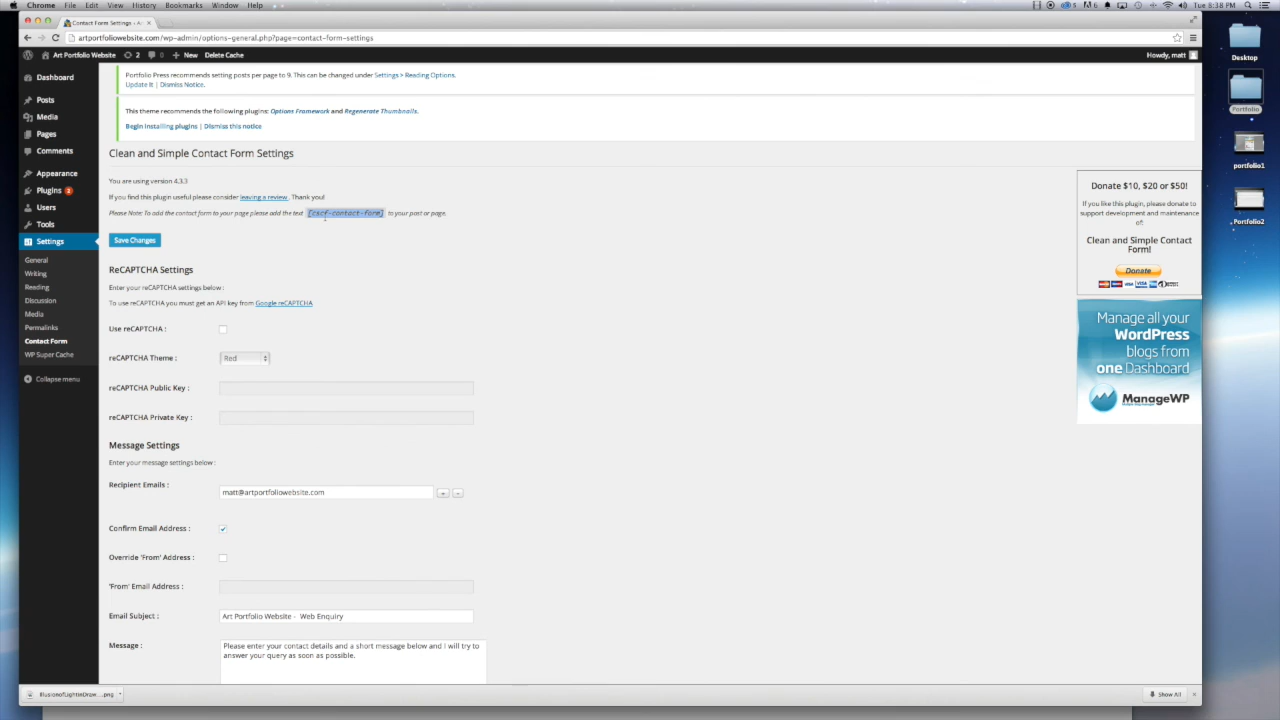 Chrome File Edit View History Bookmarks Window Help
5 6 Tue 8:38 PM
Contact Form Settings ‹ Ar
artportfoliowebsite.com/wp-admin/options-general.php?page=contact-form-settings
Art Portfolio Website 2 0 + New Delete Cache Howdy, matt
Desktop
Portfolio
portfolio1
Portfolio2
Dashboard
Posts
Media
Pages
Comments
Appearance
Plugins 2
Users
Tools
Settings
General
Writing
Reading
Discussion
Media
Permalinks
Contact Form
WP Super Cache
Collapse menu
Portfolio Press recommends setting posts per page to 9. This can be changed under Settings > Reading Options.
Update It | Dismiss Notice.
This theme recommends the following plugins: Options Framework and Regenerate Thumbnails.
Begin installing plugins | Dismiss this notice
Clean and Simple Contact Form Settings
You are using version 4.3.3
If you find this plugin useful please consider leaving a review. Thank you!
Please Note: To add the contact form to your page please add the text [cscf-contact-form] to your post or page.
Save Changes
ReCAPTCHA Settings
Enter your reCAPTCHA settings below :
To use reCAPTCHA you must get an API key from Google reCAPTCHA
Use reCAPTCHA :
reCAPTCHA Theme : Red
reCAPTCHA Public Key :
reCAPTCHA Private Key :
Message Settings
Enter your message settings below :
Recipient Emails : matt@artportfoliowebsite.com + -
Confirm Email Address :
Override 'From' Address :
'From' Email Address :
Email Subject : Art Portfolio Website - Web Enquiry
Message : Please enter your contact details and a short message below and I will try to
answer your query as soon as possible.
Donate $10, $20 or $50!
If you like this plugin, please donate to
support development and maintenance
of:
Clean and Simple Contact
Form!
Donate
Manage all your
WordPress
blogs from
one Dashboard
ManageWP
IllusionofLightInDraw....png Show All